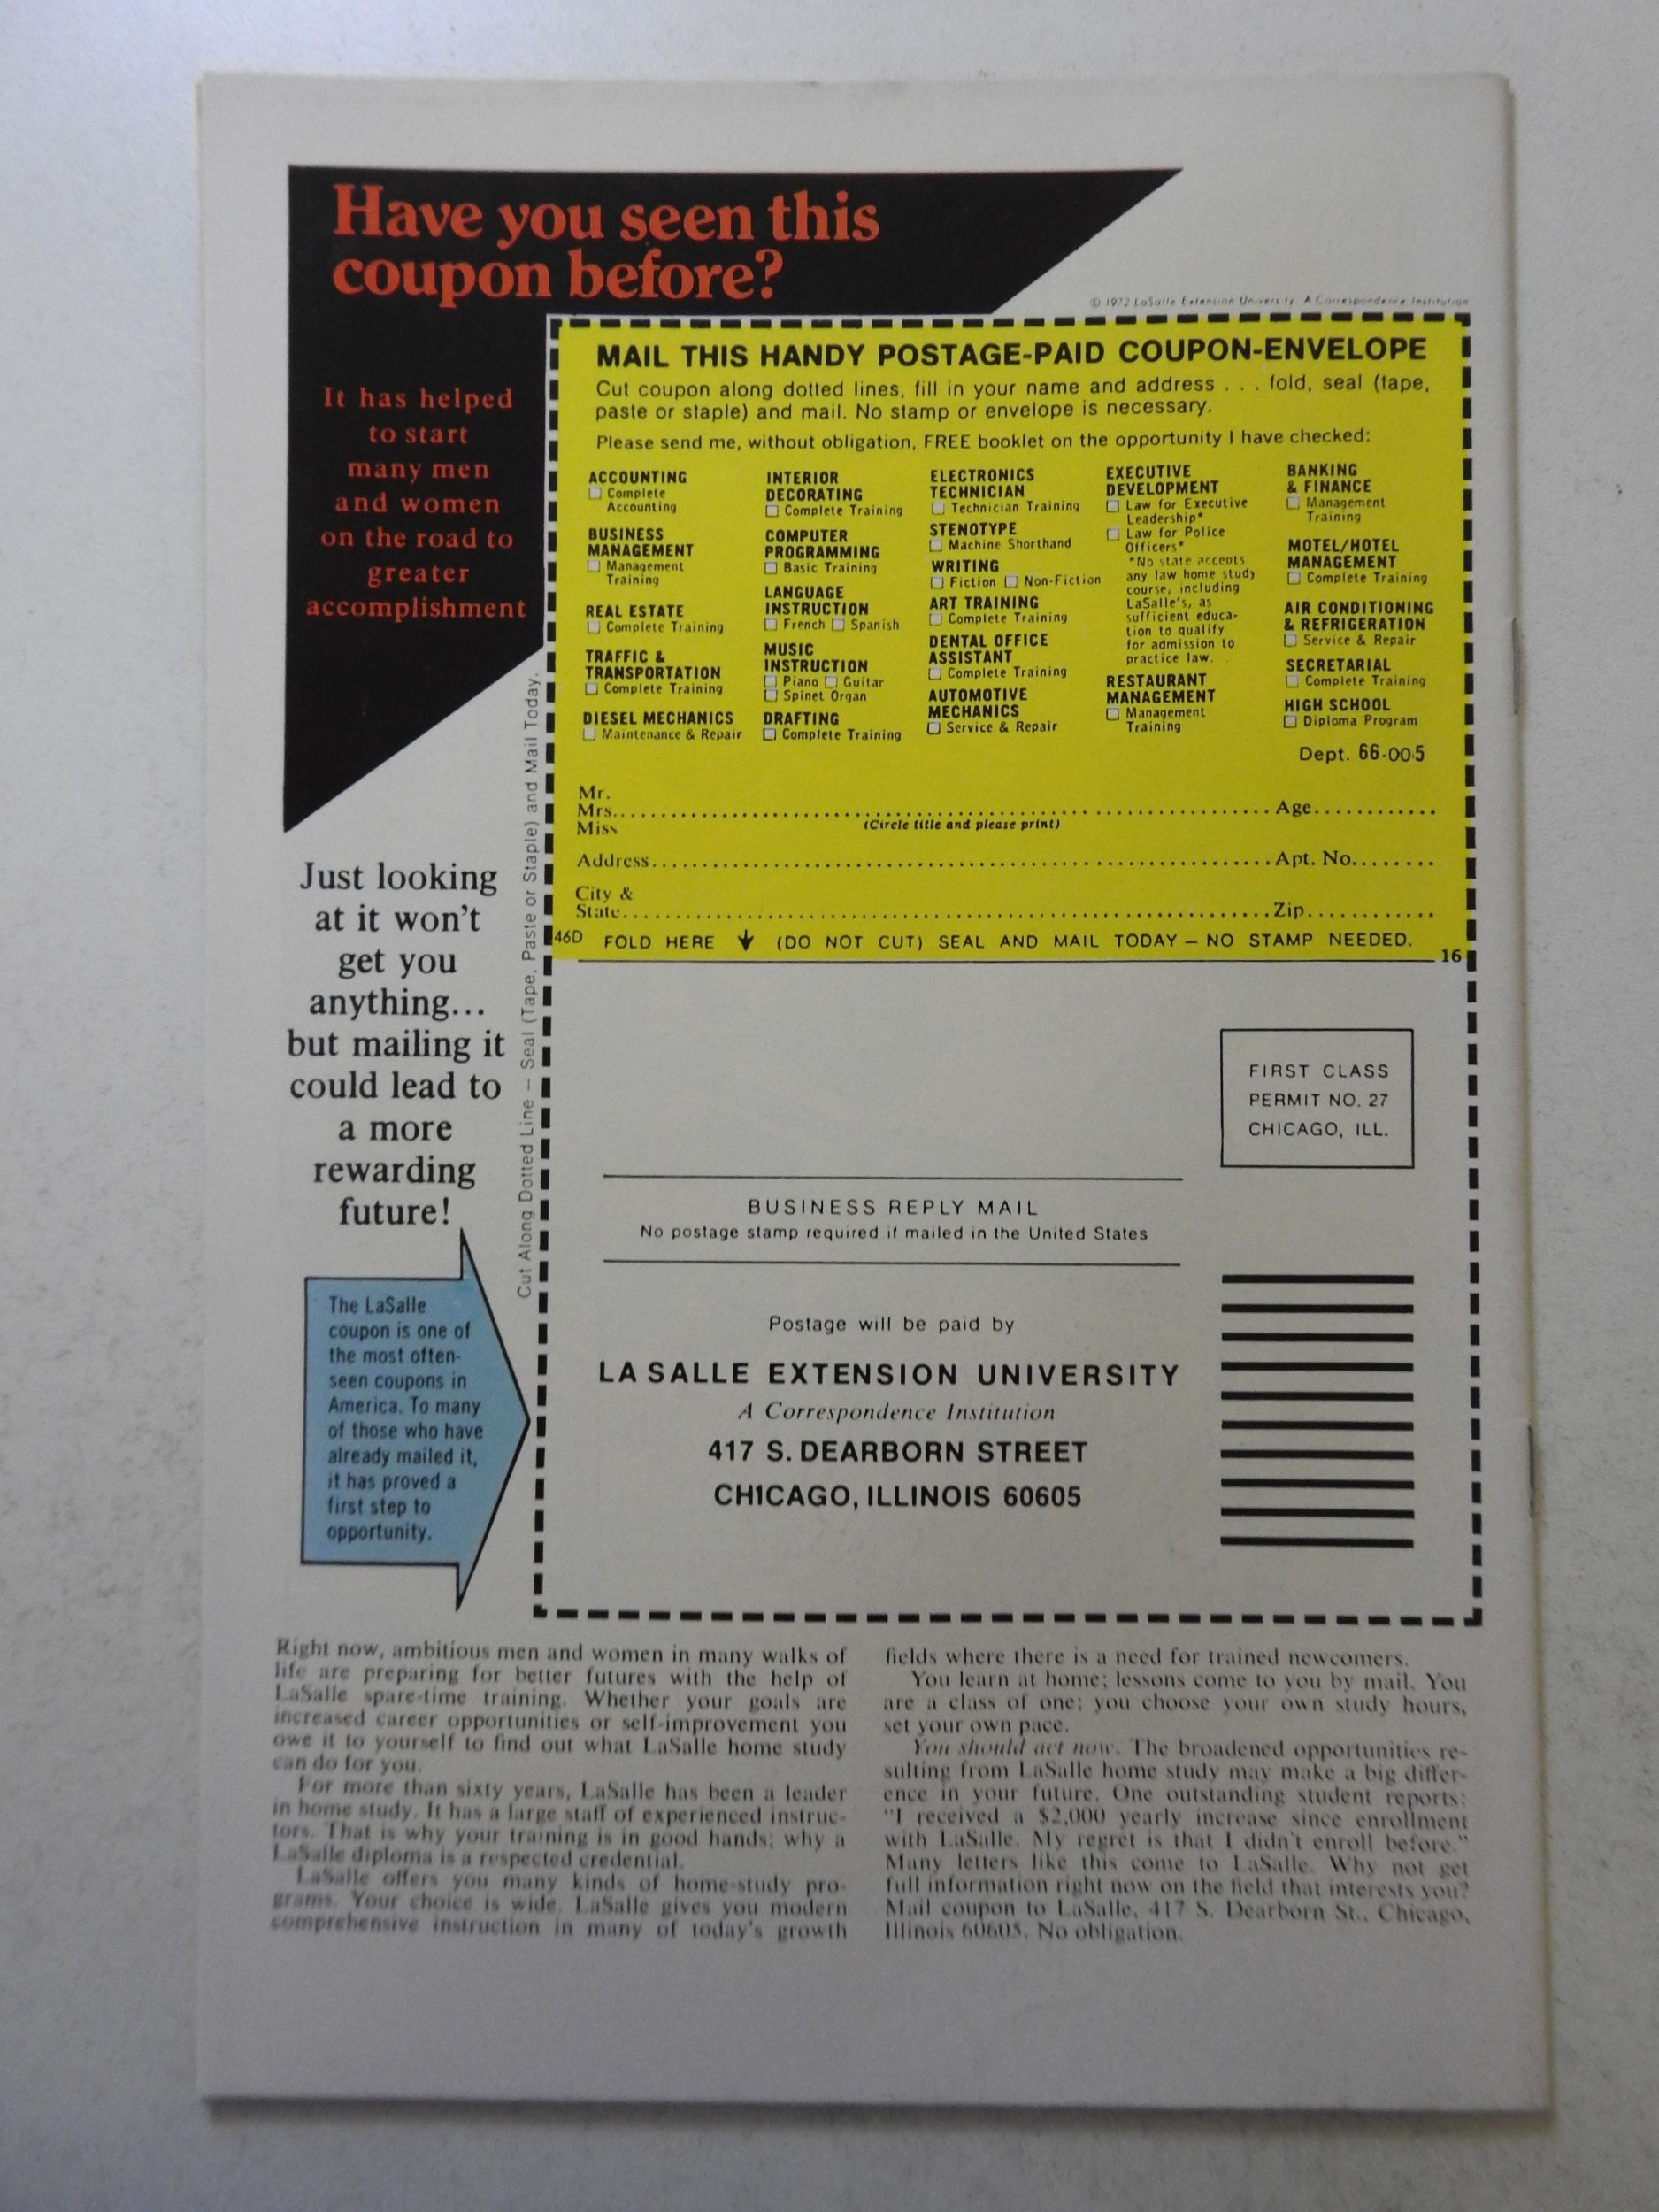 Have you seen this
coupon before?
It has helped
to start
many men
and women
on the road to
greater
accomplishment
Just looking
at it won't
get you
anything...
but mailing it
could lead to
a more
rewarding
future!
The LaSalle
coupon is one of
the most often-
seen coupons in
America. To many
of those who have
already mailed it,
it has proved a
first step to
opportunity.
Cut Along Dotted Line – Seal (Tape, Paste or Staple) and Mail Today.
© 1972 LaSalle Extension University A Correspondence Institution
MAIL THIS HANDY POSTAGE-PAID COUPON-ENVELOPE
Cut coupon along dotted lines, fill in your name and address . . . fold, seal (tape,
paste or staple) and mail. No stamp or envelope is necessary.
Please send me, without obligation, FREE booklet on the opportunity I have checked:
ACCOUNTING
☐ Complete
Accounting
BUSINESS
MANAGEMENT
☐ Management
Training
REAL ESTATE
☐ Complete Training
TRAFFIC &
TRANSPORTATION
☐ Complete Training
DIESEL MECHANICS
☐ Maintenance & Repair
INTERIOR
DECORATING
☐ Complete Training
COMPUTER
PROGRAMMING
☐ Basic Training
LANGUAGE
INSTRUCTION
☐ French ☐ Spanish
MUSIC
INSTRUCTION
☐ Piano ☐ Guitar
☐ Spinet Organ
DRAFTING
☐ Complete Training
ELECTRONICS
TECHNICIAN
☐ Technician Training
STENOTYPE
☐ Machine Shorthand
WRITING
☐ Fiction ☐ Non-Fiction
ART TRAINING
☐ Complete Training
DENTAL OFFICE
ASSISTANT
☐ Complete Training
AUTOMOTIVE
MECHANICS
☐ Service & Repair
EXECUTIVE
DEVELOPMENT
☐ Law for Executive
Leadership*
☐ Law for Police
Officers*
*No state accepts
any law home study
course, including
LaSalle's, as
sufficient educa-
tion to qualify
for admission to
practice law.
RESTAURANT
MANAGEMENT
☐ Management
Training
BANKING
& FINANCE
☐ Management
Training
MOTEL/HOTEL
MANAGEMENT
☐ Complete Training
AIR CONDITIONING
& REFRIGERATION
☐ Service & Repair
SECRETARIAL
☐ Complete Training
HIGH SCHOOL
☐ Diploma Program
Dept. 66-005
Mr.
Mrs.......... Age..........
Miss
(Circle title and please print)
Address.......... Apt. No..........
City &
State.......... Zip..........
46D FOLD HERE ↓ (DO NOT CUT) SEAL AND MAIL TODAY – NO STAMP NEEDED.
16
FIRST CLASS
PERMIT NO. 27
CHICAGO, ILL.
BUSINESS REPLY MAIL
No postage stamp required if mailed in the United States
Postage will be paid by
LA SALLE EXTENSION UNIVERSITY
A Correspondence Institution
417 S. DEARBORN STREET
CHICAGO, ILLINOIS 60605
Right now, ambitious men and women in many walks of
life are preparing for better futures with the help of
LaSalle spare-time training. Whether your goals are
increased career opportunities or self-improvement you
owe it to yourself to find out what LaSalle home study
can do for you.
For more than sixty years, LaSalle has been a leader
in home study. It has a large staff of experienced instruc-
tors. That is why your training is in good hands; why a
LaSalle diploma is a respected credential.
LaSalle offers you many kinds of home-study pro-
grams. Your choice is wide. LaSalle gives you modern
comprehensive instruction in many of today's growth
fields where there is a need for trained newcomers.
You learn at home; lessons come to you by mail. You
are a class of one; you choose your own study hours,
set your own pace.
You should act now. The broadened opportunities re-
sulting from LaSalle home study may make a big differ-
ence in your future. One outstanding student reports:
"I received a $2,000 yearly increase since enrollment
with LaSalle. My regret is that I didn't enroll before."
Many letters like this come to LaSalle. Why not get
full information right now on the field that interests you?
Mail coupon to LaSalle, 417 S. Dearborn St., Chicago,
Illinois 60605. No obligation.